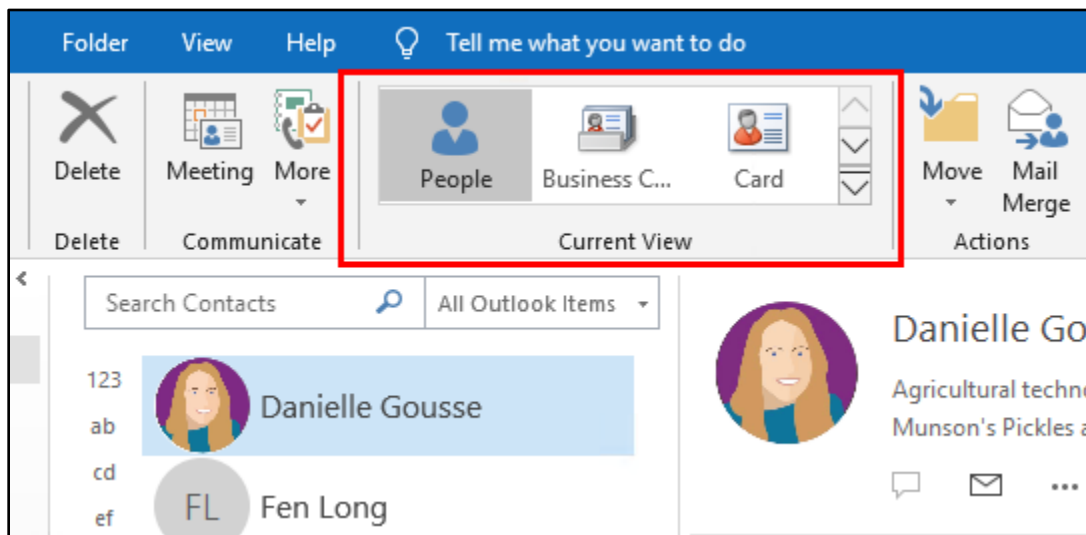 Folder View Help Tell me what you want to do
Delete Meeting More People Business C... Card Move Mail
Merge
Delete Communicate Current View Actions
Search Contacts All Outlook Items
Danielle Go
123
Agricultural techno
Danielle Gousse
ab
Munson's Pickles a
cd
FL Fen Long
ef